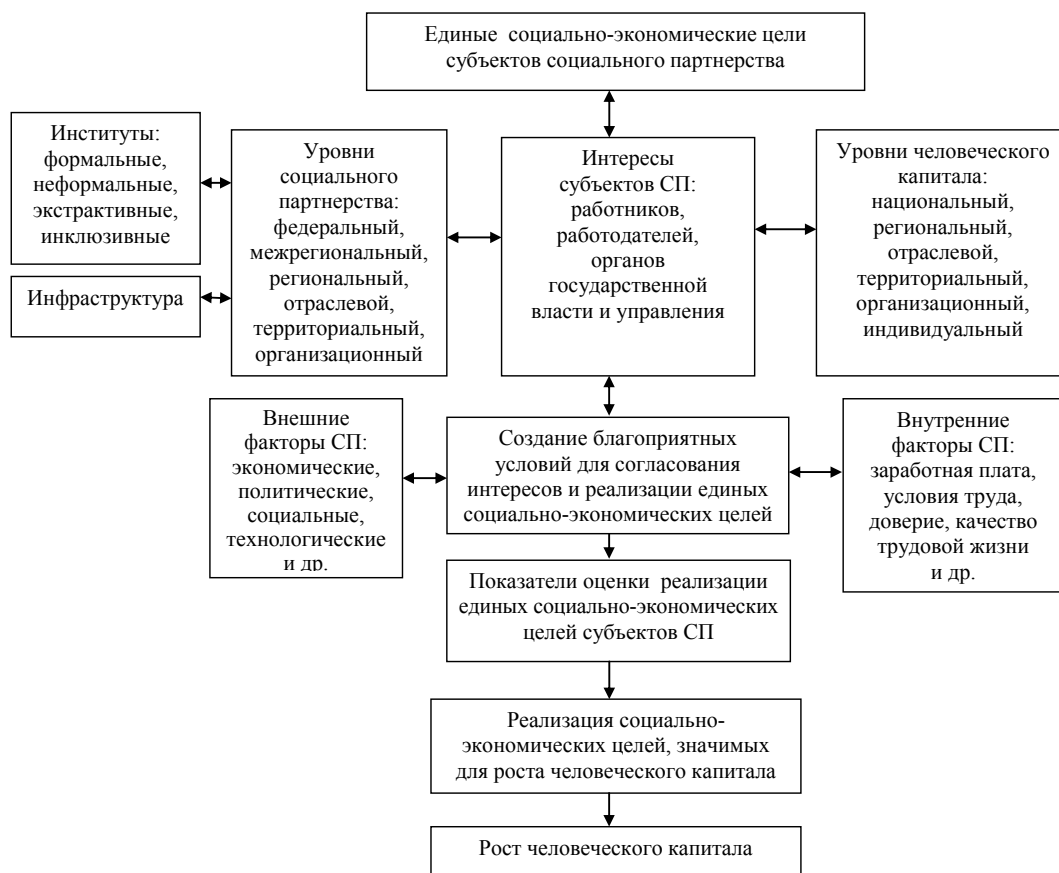 Единые социально-экономические цели
субъектов социального партнерства
Институты:
формальные,
неформальные,
экстрактивные,
инклюзивные
Инфраструктура
Уровни
социального
партнерства:
федеральный,
межрегиональный,
региональный,
отраслевой,
территориальный,
организационный
Интересы
субъектов СП:
работников,
работодателей,
органов
государственной
власти и управления
Уровни человеческого
капитала:
национальный,
региональный,
отраслевой,
территориальный,
организационный,
индивидуальный
Внешние
факторы СП:
экономические,
политические,
социальные,
технологические
и др.
Создание благоприятных
условий для согласования
интересов и реализации единых
социально-экономических целей
Внутренние
факторы СП:
заработная плата,
условия труда,
доверие, качество
трудовой жизни
и др.
Показатели оценки реализации
единых социально-экономических
целей субъектов СП
Реализация социально-
экономических целей, значимых
для роста человеческого капитала
Рост человеческого капитала